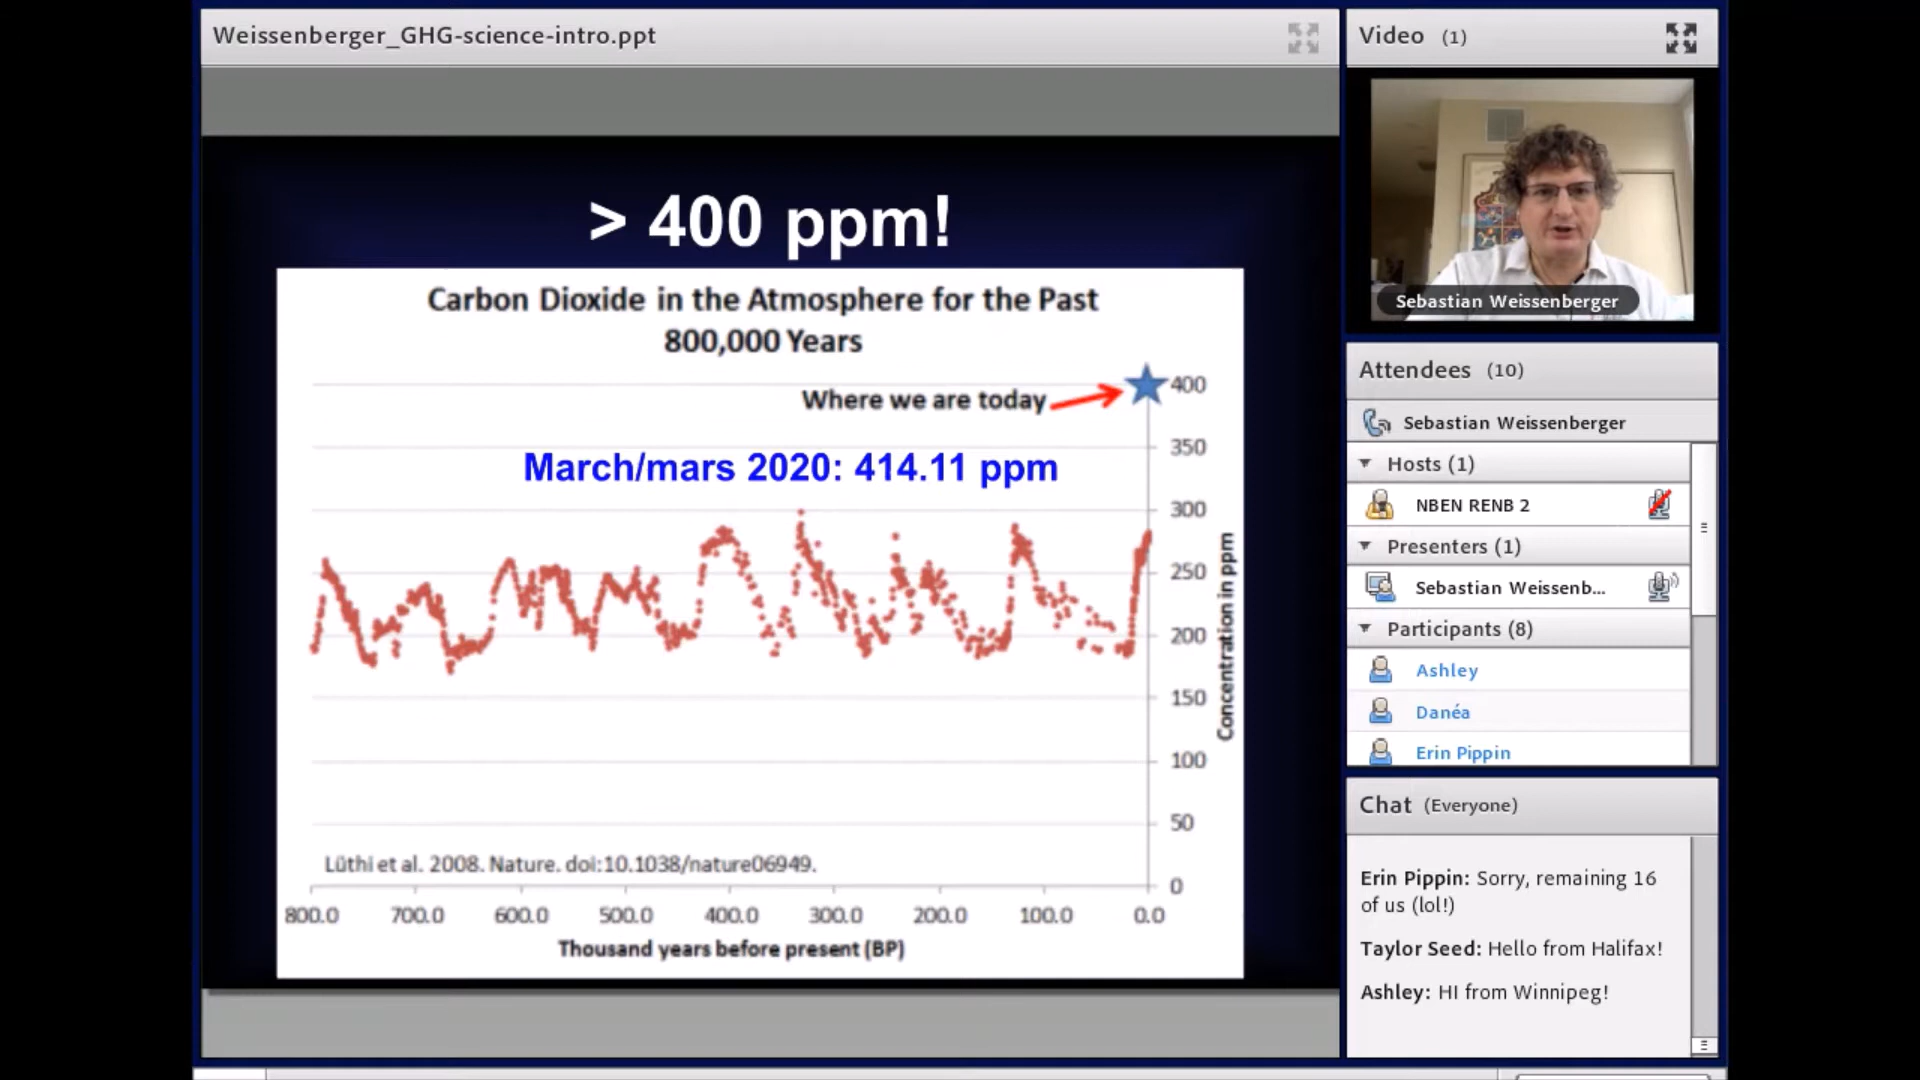 Weissenberger_GHG-science-intro.ppt
> 400 ppm!
Carbon Dioxide in the Atmosphere for the Past
800,000 Years
Where we are today
March/mars 2020: 414.11 ppm
400
350
300
250
200
150
100
50
0
Concentration in ppm
Lüthi et al. 2008. Nature. doi:10.1038/nature06949.
800.0 700.0 600.0 500.0 400.0 300.0 200.0 100.0 0.0
Thousand years before present (BP)
Video (1)
Sebastian Weissenberger
Attendees (10)
Sebastian Weissenberger
Hosts (1)
NBEN RENB 2
Presenters (1)
Sebastian Weissenb...
Participants (8)
Ashley
Danéa
Erin Pippin
Chat (Everyone)
Erin Pippin: Sorry, remaining 16
of us (lol!)
Taylor Seed: Hello from Halifax!
Ashley: HI from Winnipeg!